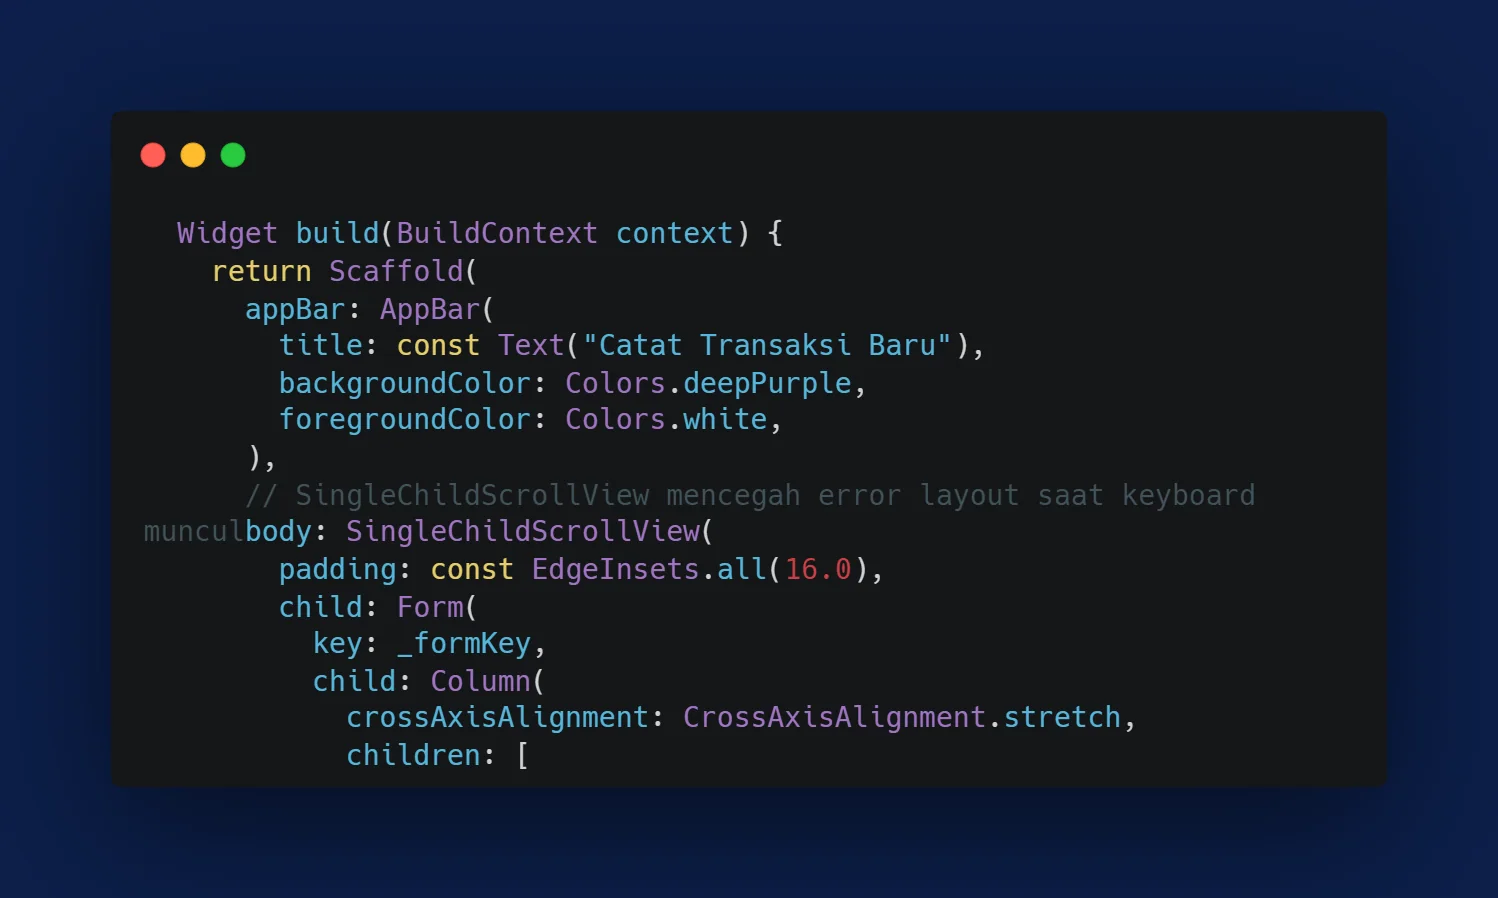 Widget build(BuildContext context) {
return Scaffold(
appBar: AppBar(
title: const Text("Catat Transaksi Baru"),
backgroundColor: Colors.deepPurple,
foregroundColor: Colors.white,
),
// SingleChildScrollView mencegah error layout saat keyboard
munculbody: SingleChildScrollView(
padding: const EdgeInsets.all(16.0),
child: Form(
key: _formKey,
child: Column(
crossAxisAlignment: CrossAxisAlignment.stretch,
children: [